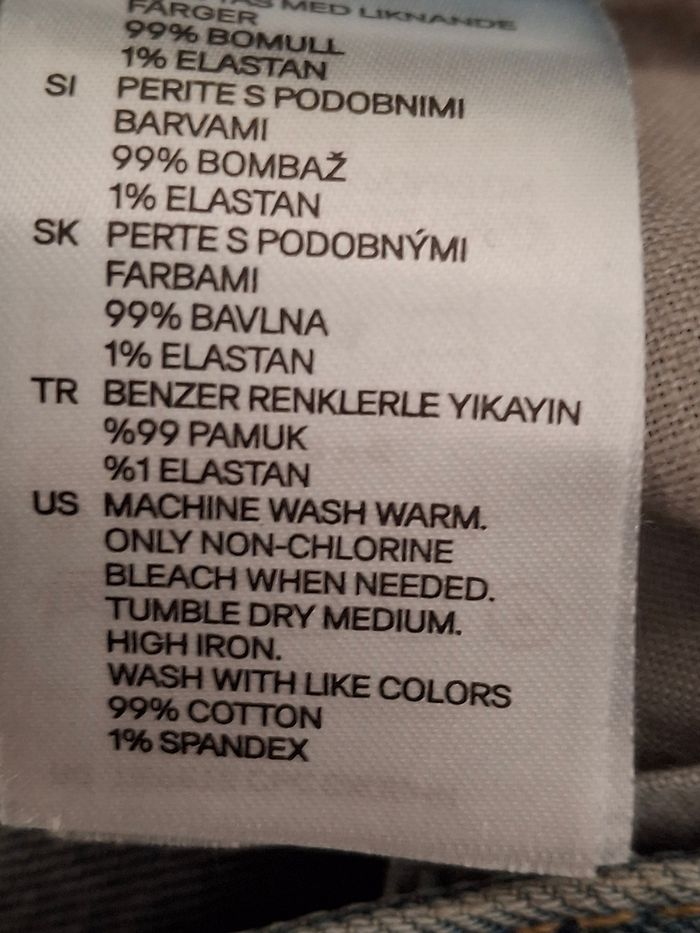 MED LIKNANDE
FÄRGER
99% BOMULL
1% ELASTAN
SI PERITE S PODOBNIMI
BARVAMI
99% BOMBAŽ
1% ELASTAN
SK PERTE S PODOBNÝMI
FARBAMI
99% BAVLNA
1% ELASTAN
TR BENZER RENKLERLE YIKAYIN
%99 PAMUK
%1 ELASTAN
US MACHINE WASH WARM.
ONLY NON-CHLORINE
BLEACH WHEN NEEDED.
TUMBLE DRY MEDIUM.
HIGH IRON.
WASH WITH LIKE COLORS
99% COTTON
1% SPANDEX